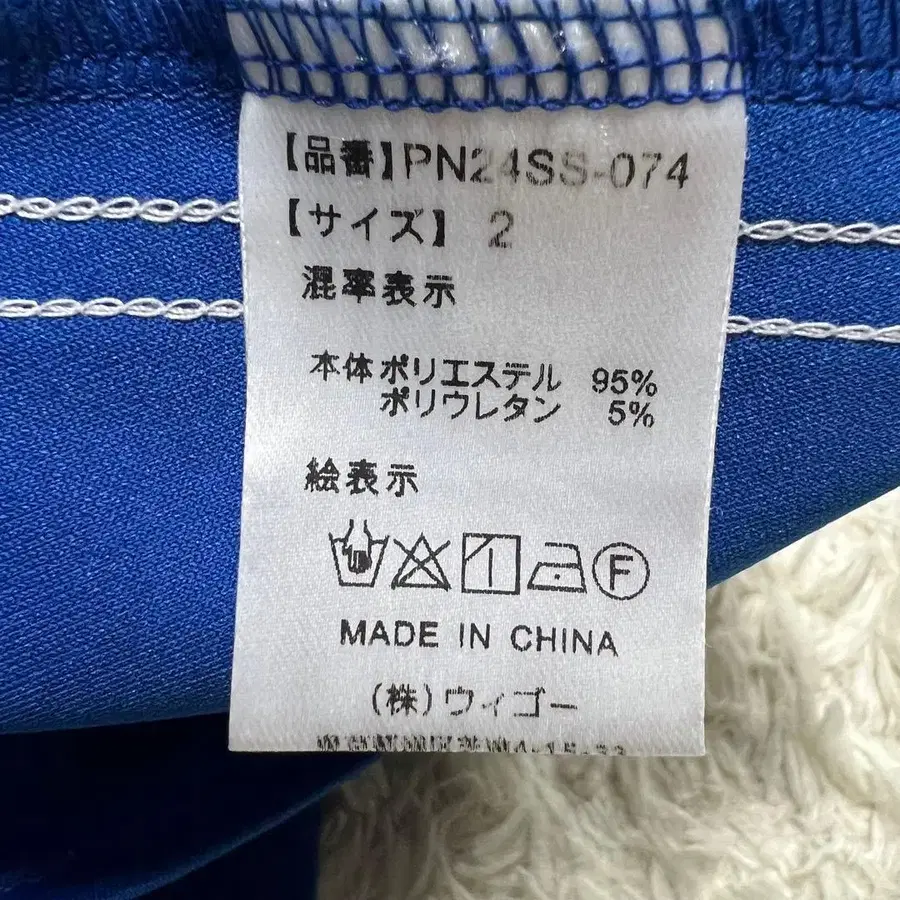 【品番】PN24SS-074
【サイズ】 2
混率表示
本体 ポリエステル 95%
ポリウレタン 5%
絵表示
F
MADE IN CHINA
(株)ウィゴー